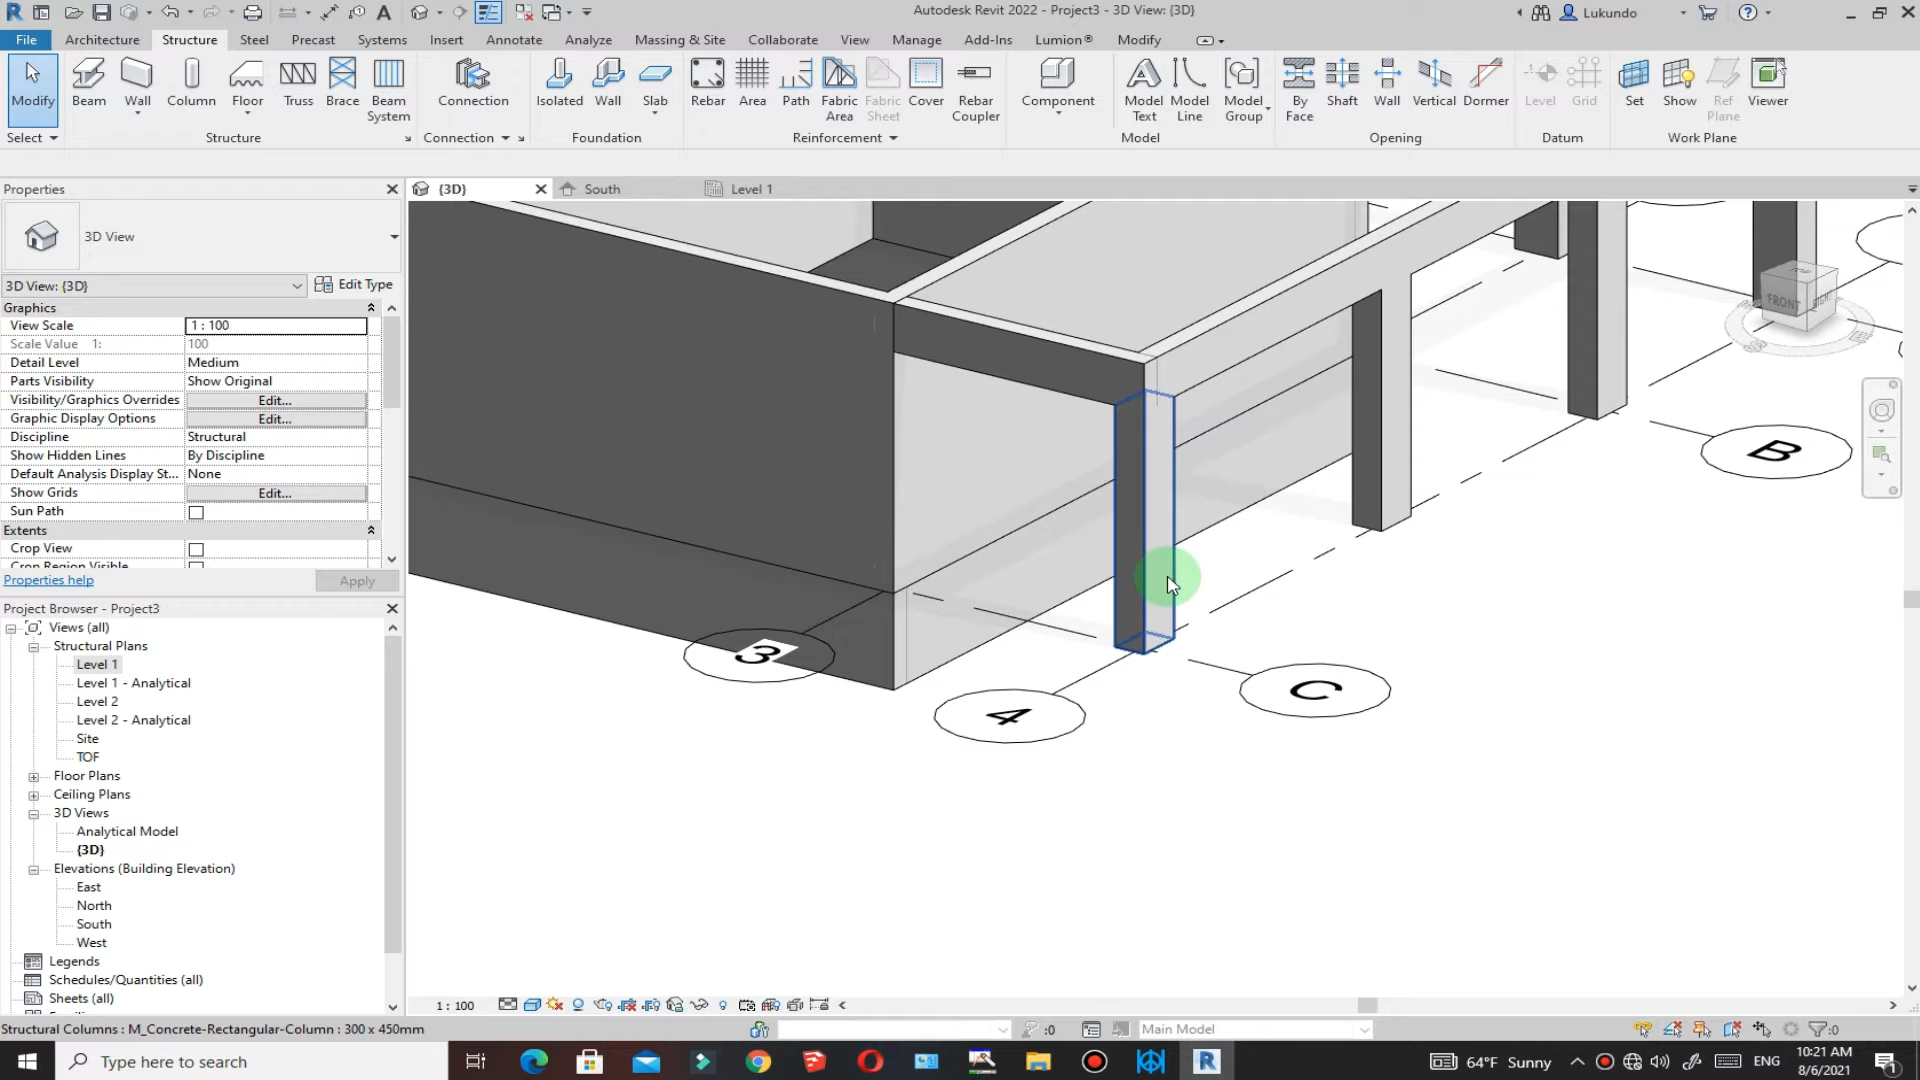 Autodesk Revit 2022 - Project3 - 3D View: {3D}
Lukundo
File Architecture Structure Steel Precast Systems Insert Annotate Analyze Massing & Site Collaborate View Manage Add-Ins Lumion® Modify
Modify
Beam
Wall
Column
Floor
Truss
Brace
Beam
System
Connection
Isolated
Wall
Slab
Rebar
Area
Path
Fabric
Area
Fabric
Sheet
Cover
Rebar
Coupler
Component
Model
Text
Model
Line
Model
Group
By
Face
Shaft
Wall
Vertical
Dormer
Level
Grid
Set
Show
Ref
Plane
Viewer
Select
Structure
Connection
Foundation
Reinforcement
Model
Opening
Datum
Work Plane
Properties
{3D}
South
Level 1
3D View
3D View: {3D}
Edit Type
Graphics
View Scale 1 : 100
Scale Value 1: 100
Detail Level Medium
Parts Visibility Show Original
Visibility/Graphics Overrides Edit...
Graphic Display Options Edit...
Discipline Structural
Show Hidden Lines By Discipline
Default Analysis Display St... None
Show Grids Edit...
Sun Path
Extents
Crop View
Crop Region Visible
Properties help
Apply
Project Browser - Project3
Views (all)
Structural Plans
Level 1
Level 1 - Analytical
Level 2
Level 2 - Analytical
Site
TOF
Floor Plans
Ceiling Plans
3D Views
Analytical Model
{3D}
Elevations (Building Elevation)
East
North
South
West
Legends
Schedules/Quantities (all)
Sheets (all)
FRONT
RIGHT
B
3
4
C
1 : 100
Structural Columns : M_Concrete-Rectangular-Column : 300 x 450mm
:0
Main Model
:0
Type here to search
64°F Sunny
ENG
10:21 AM
8/6/2021
1